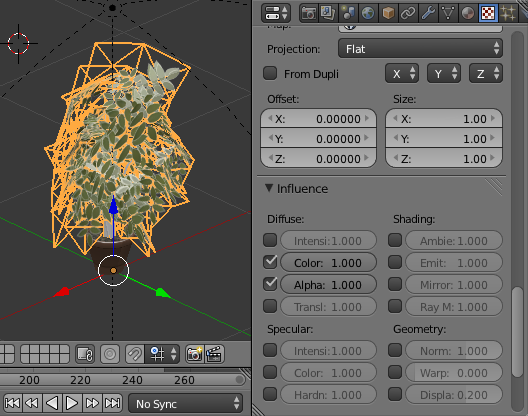 Projection: Flat
From Dupli X Y Z
Offset: Size:
X: 0.00000 X: 1.00
Y: 0.00000 Y: 1.00
Z: 0.00000 Z: 1.00
Influence
Diffuse: Shading:
Intensi: 1.000 Ambie: 1.000
Color: 1.000 Emit: 1.000
Alpha: 1.000 Mirror: 1.000
Transl: 1.000 Ray M: 1.000
Specular: Geometry:
Intensi: 1.000 Norm: 1.000
Color: 1.000 Warp: 0.000
Hardn: 1.000 Displa: 0.200
200 220 240 260
No Sync